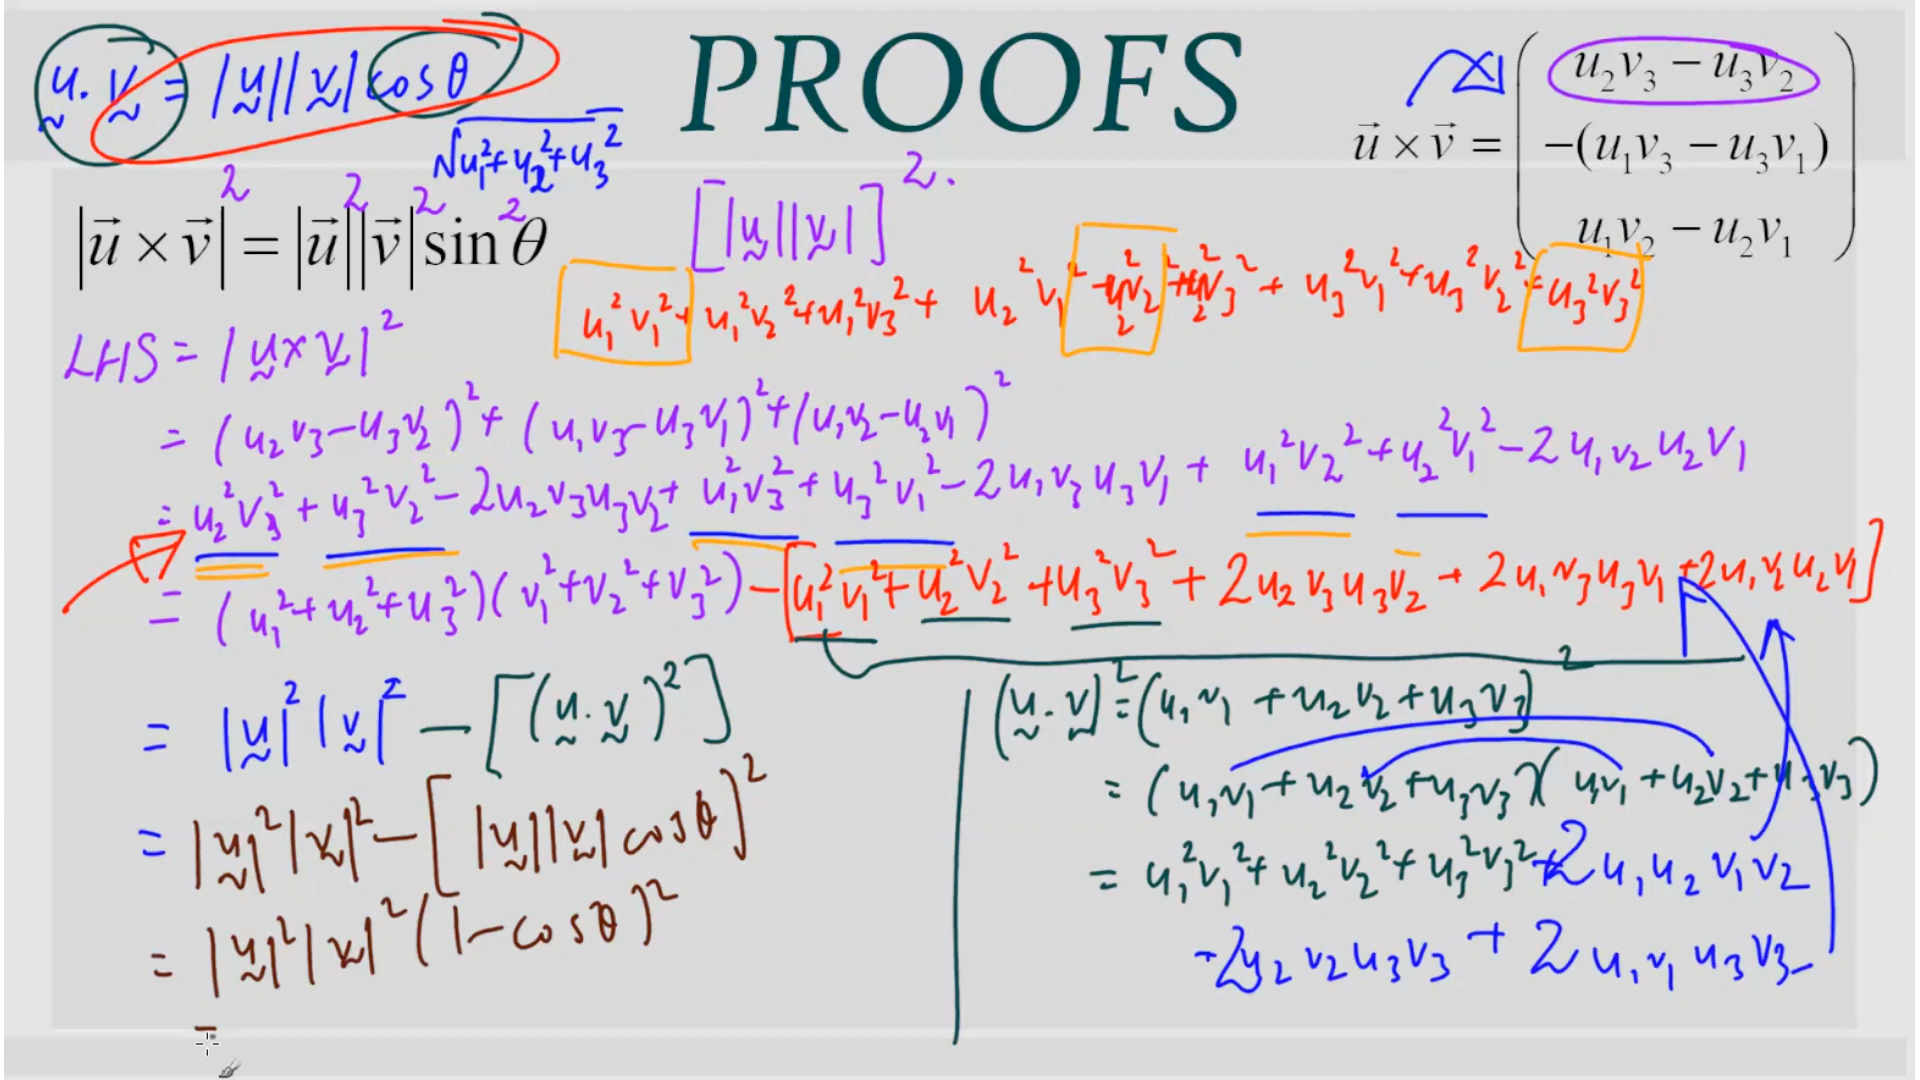 PROOFS
u·v = |u||v|cosθ
√u₁²+u₂²+u₃²
u⃗ × v⃗ = ( u₂v₃ − u₃v₂
−(u₁v₃ − u₃v₁)
u₁v₂ − u₂v₁ )
|u⃗ × v⃗|² = |u⃗|²|v⃗|² sin²θ
[|u||v|]².
u₁²v₁² + u₁²v₂² + u₁²v₃² + u₂²v₁² + u₂²v₂² + u₂²v₃² + u₃²v₁² + u₃²v₂² + u₃²v₃²
LHS = |u×v|²
= (u₂v₃−u₃v₂)² + (u₁v₃−u₃v₁)² + (u₁v₂−u₂v₁)²
= u₂²v₃² + u₃²v₂² − 2u₂v₃u₃v₂ + u₁²v₃² + u₃²v₁² − 2u₁v₃u₃v₁ + u₁²v₂² + u₂²v₁² − 2u₁v₂u₂v₁
= (u₁²+u₂²+u₃²)(v₁²+v₂²+v₃²) − [u₁²v₁² + u₂²v₂² + u₃²v₃² + 2u₂v₃u₃v₂ + 2u₁v₃u₃v₁ + 2u₁v₂u₂v₁]
= |u|²|v|² − [(u·v)²]
= |u|²|v|² − [|u||v|cosθ]²
= |u|²|v|²(1−cosθ)²
=
(u·v)² = (u₁v₁ + u₂v₂ + u₃v₃)²
= (u₁v₁ + u₂v₂ + u₃v₃)(u₁v₁ + u₂v₂ + u₃v₃)
= u₁²v₁² + u₂²v₂² + u₃²v₃² + 2u₁u₂v₁v₂
+2u₂v₂u₃v₃ + 2u₁v₁u₃v₃